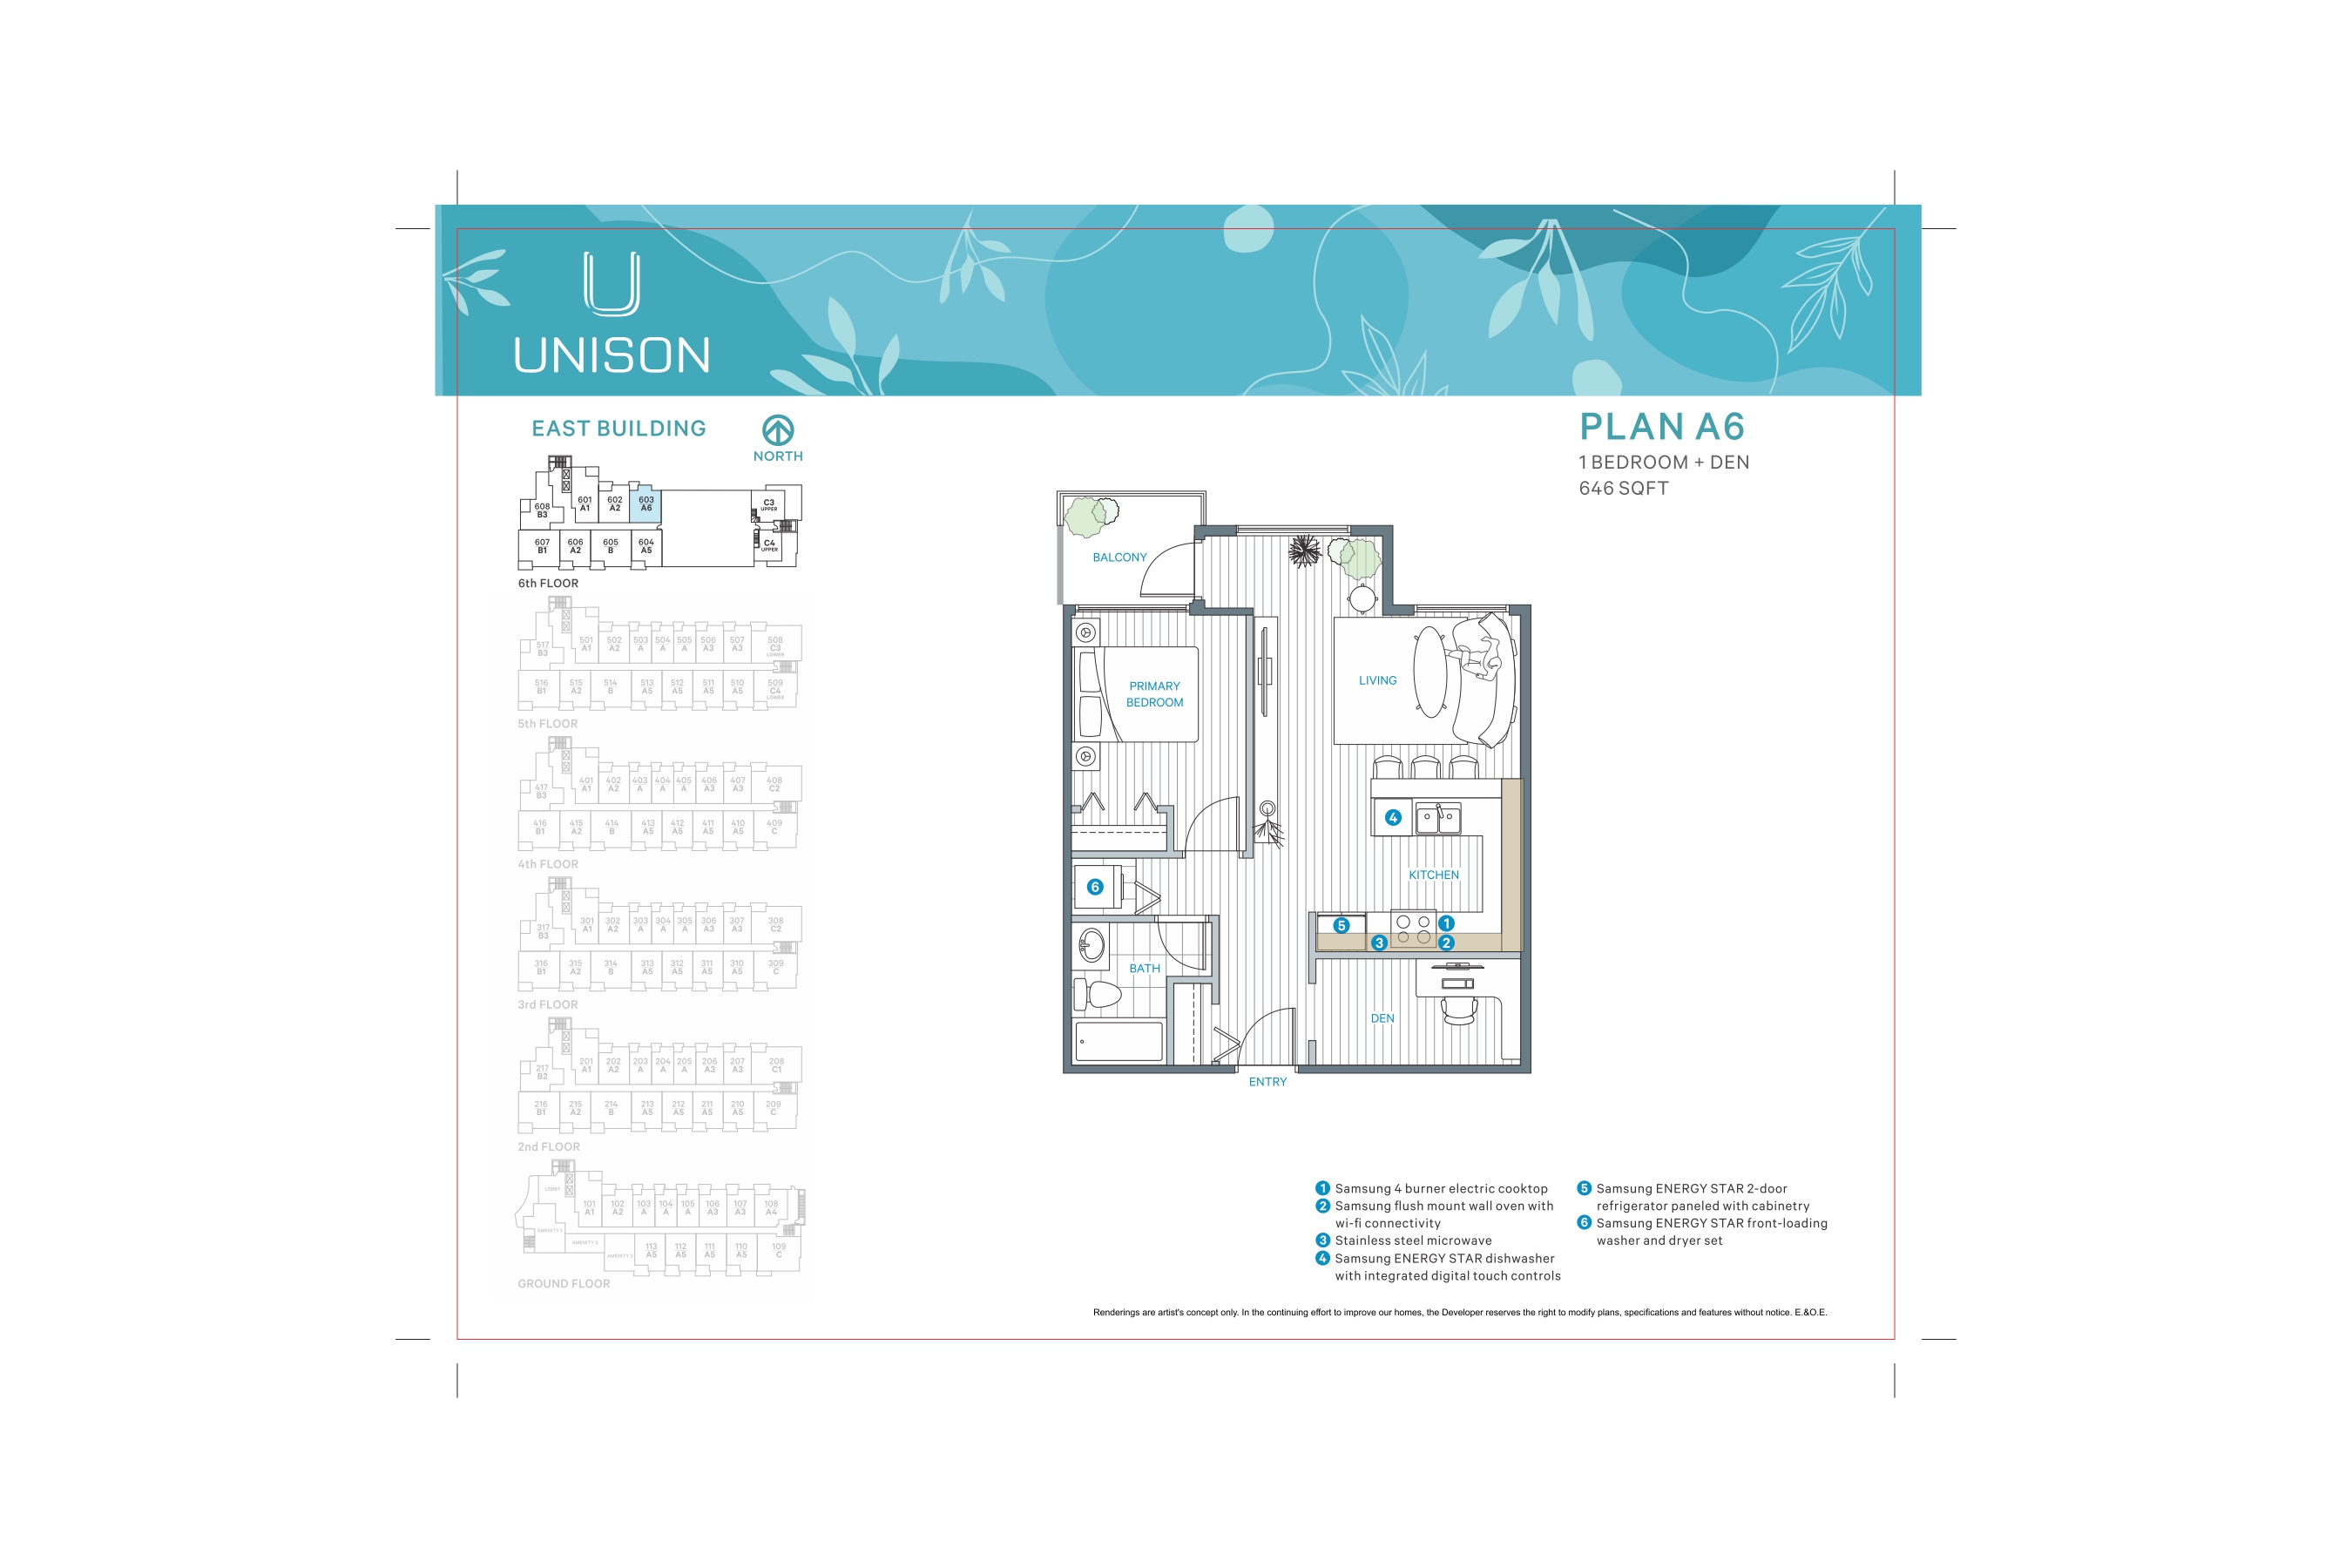 U
UNISON
EAST BUILDING
NORTH
PLAN A6
1 BEDROOM + DEN
646 SQFT
601 602 603
A1 A2 A6
608
B3
C3
UPPER
607 606 605 604
B1 A2 B A5
C4
UPPER
6th FLOOR
501 502 503 504 505 506 507 508
A1 A2 A A A A3 A3 C3
LOWER
517
B3
516 515 514 513 512 511 510 509
B1 A2 B A5 A5 A5 A5 C4
LOWER
5th FLOOR
401 402 403 404 405 406 407 408
A1 A2 A A A A3 A3 C2
417
B3
416 415 414 413 412 411 410 409
B1 A2 B A5 A5 A5 A5 C
4th FLOOR
301 302 303 304 305 306 307 308
A1 A2 A A A A3 A3 C2
317
B3
316 315 314 313 312 311 310 309
B1 A2 B A5 A5 A5 A5 C
3rd FLOOR
201 202 203 204 205 206 207 208
A1 A2 A A A A3 A3 C1
217
B2
216 215 214 213 212 211 210 209
B1 A2 B A5 A5 A5 A5 C
2nd FLOOR
LOBBY
101 102 103 104 105 106 107 108
A1 A2 A A A A3 A3 A4
AMENITY 1
AMENITY 2
AMENITY 3
113 112 111 110 109
A5 A5 A5 A5 C
GROUND FLOOR
BALCONY
PRIMARY
BEDROOM
LIVING
4
KITCHEN
6
5
1
3
2
BATH
DEN
ENTRY
1 Samsung 4 burner electric cooktop
2 Samsung flush mount wall oven with
wi-fi connectivity
3 Stainless steel microwave
4 Samsung ENERGY STAR dishwasher
with integrated digital touch controls
5 Samsung ENERGY STAR 2-door
refrigerator paneled with cabinetry
6 Samsung ENERGY STAR front-loading
washer and dryer set
Renderings are artist's concept only. In the continuing effort to improve our homes, the Developer reserves the right to modify plans, specifications and features without notice. E.&O.E.